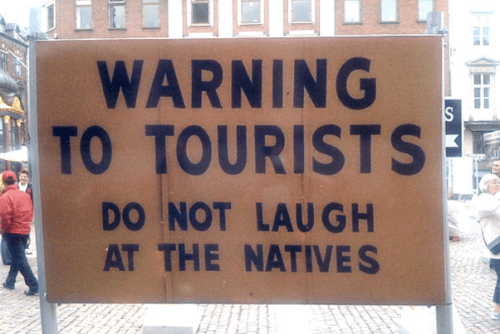 WARNING
TO TOURISTS
DO NOT LAUGH
AT THE NATIVES
S